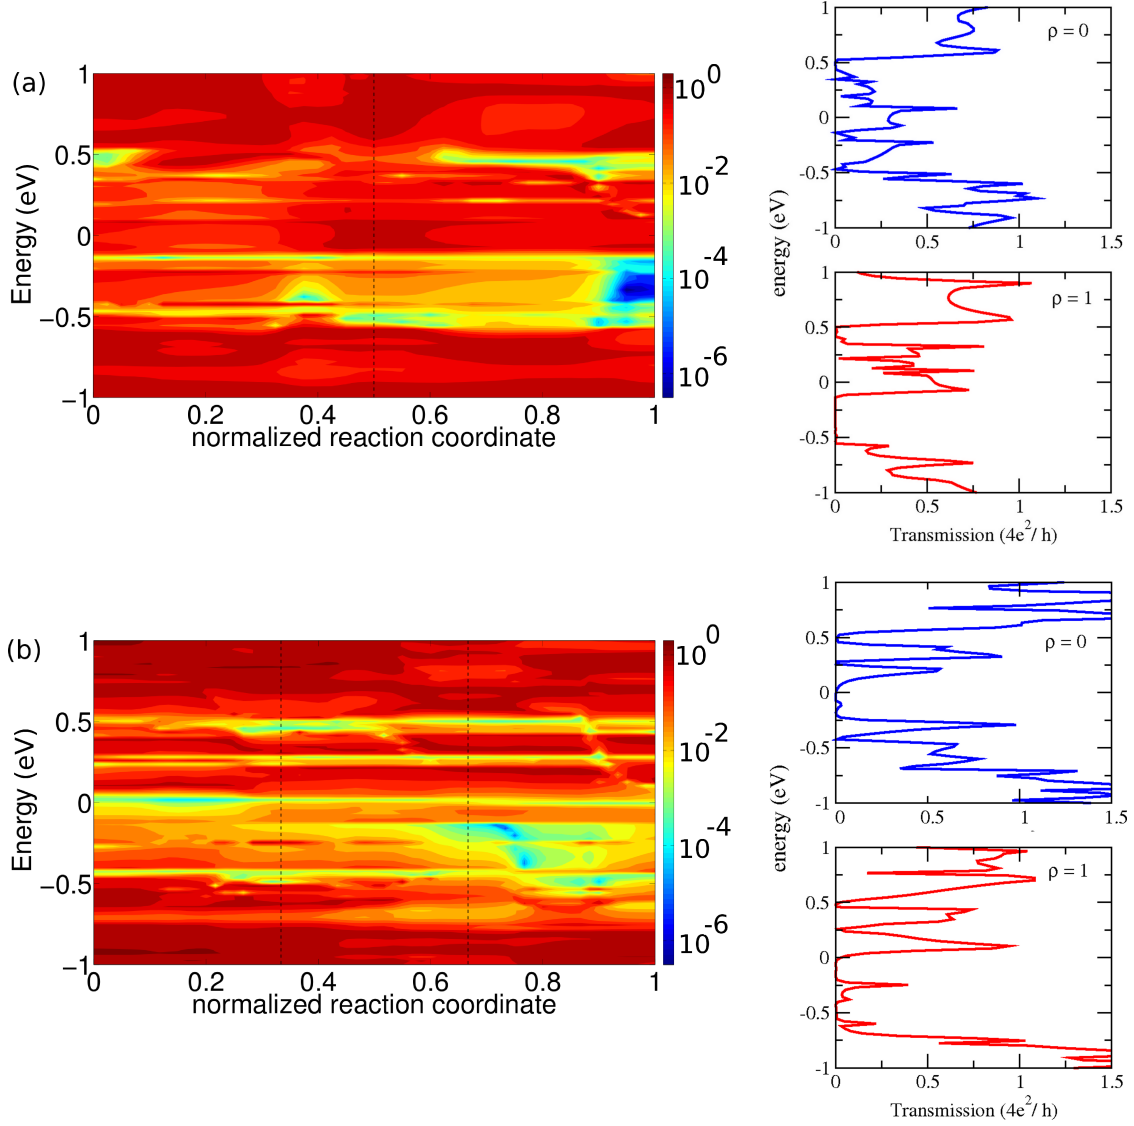 (a)
Energy (eV)
1
0.5
0
−0.5
−1
0 0.2 0.4 0.6 0.8 1
normalized reaction coordinate
10^0
10^-2
10^-4
10^-6
energy (eV)
1
0.5
0
-0.5
-1
ρ = 0
0 0.5 1 1.5
1
0.5
0
-0.5
-1
ρ = 1
0 0.5 1 1.5
Transmission (4e^2/ h)
(b)
Energy (eV)
1
0.5
0
−0.5
−1
0 0.2 0.4 0.6 0.8 1
normalized reaction coordinate
10^0
10^-2
10^-4
10^-6
energy (eV)
1
0.5
0
-0.5
-1
ρ = 0
0 0.5 1 1.5
1
0.5
0
-0.5
-1
ρ = 1
0 0.5 1 1.5
Transmission (4e^2/ h)